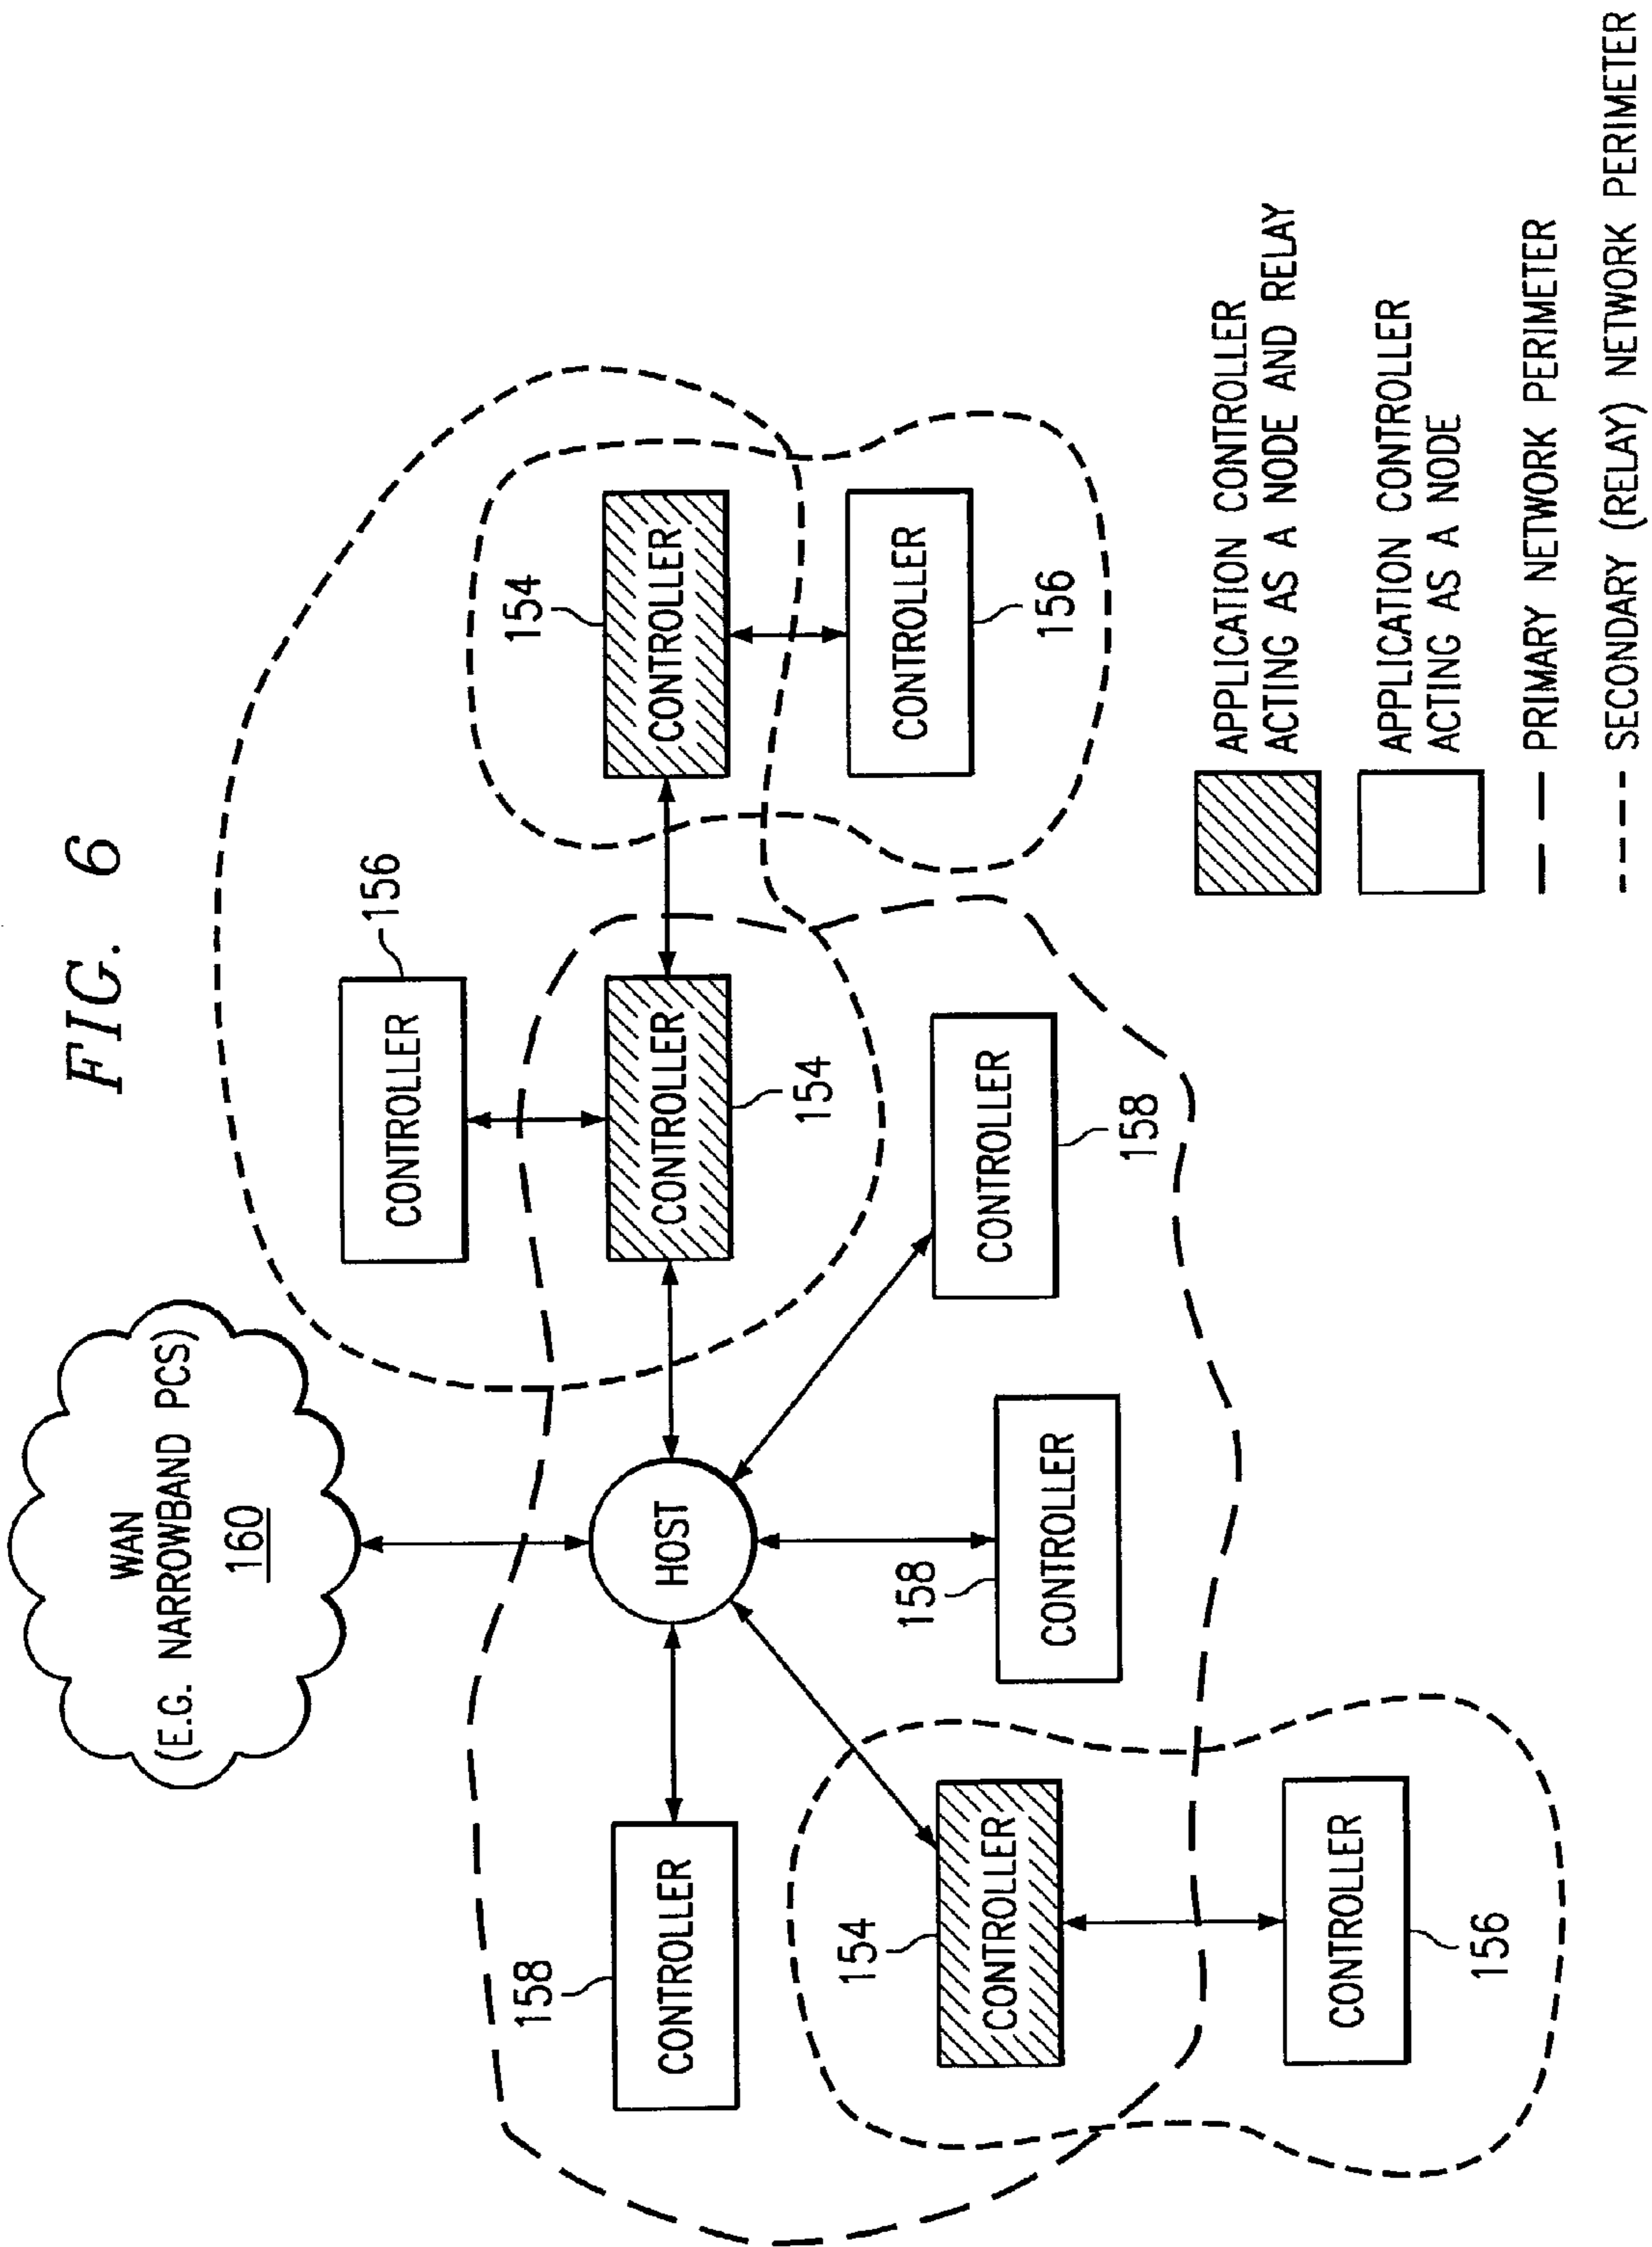 FIG. 6
WAN
(E.G. NARROWBAND PCS)
160
156
CONTROLLER
154
CONTROLLER
158
CONTROLLER
HOST
CONTROLLER
154
CONTROLLER
154
CONTROLLER
158
CONTROLLER
158
CONTROLLER
156
CONTROLLER
156
APPLICATION CONTROLLER
ACTING AS A NODE AND RELAY
APPLICATION CONTROLLER
ACTING AS A NODE
PRIMARY NETWORK PERIMETER
SECONDARY (RELAY) NETWORK PERIMETER